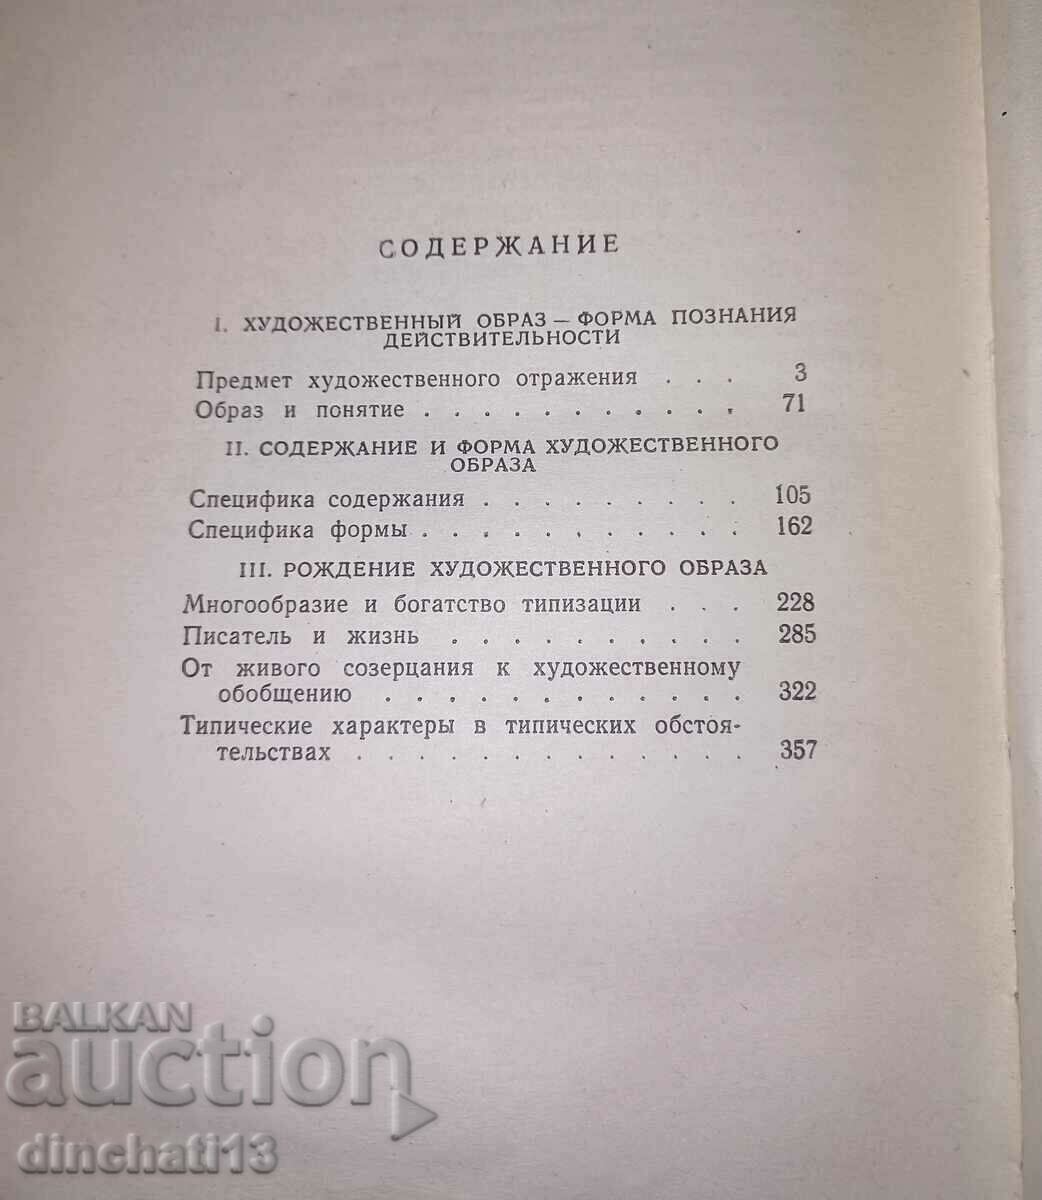 СОДЕРЖАНИЕ
I. ХУДОЖЕСТВЕННЫЙ ОБРАЗ — ФОРМА ПОЗНАНИЯ
ДЕЙСТВИТЕЛЬНОСТИ
Предмет художественного отражения . . . 3
Образ и понятие . . . . . . . . . . . 71
II. СОДЕРЖАНИЕ И ФОРМА ХУДОЖЕСТВЕННОГО
ОБРАЗА
Специфика содержания . . . . . . . . . 105
Специфика формы . . . . . . . . . . . 162
III. РОЖДЕНИЕ ХУДОЖЕСТВЕННОГО ОБРАЗА
Многообразие и богатство типизации . . . 228
Писатель и жизнь . . . . . . . . . . 285
От живого созерцания к художественному
обобщению . . . . . . . . . . . . 322
Типические характеры в типических обстоя-
тельствах . . . . . . . . . . . . . 357
BALKAN
auction
dinchati13